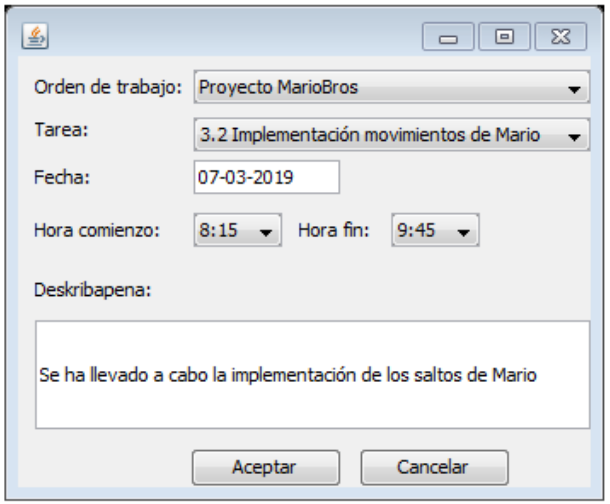 Orden de trabajo: Proyecto MarioBros
Tarea: 3.2 Implementación movimientos de Mario
Fecha: 07-03-2019
Hora comienzo: 8:15 Hora fin: 9:45
Deskribapena:
Se ha llevado a cabo la implementación de los saltos de Mario
Aceptar Cancelar